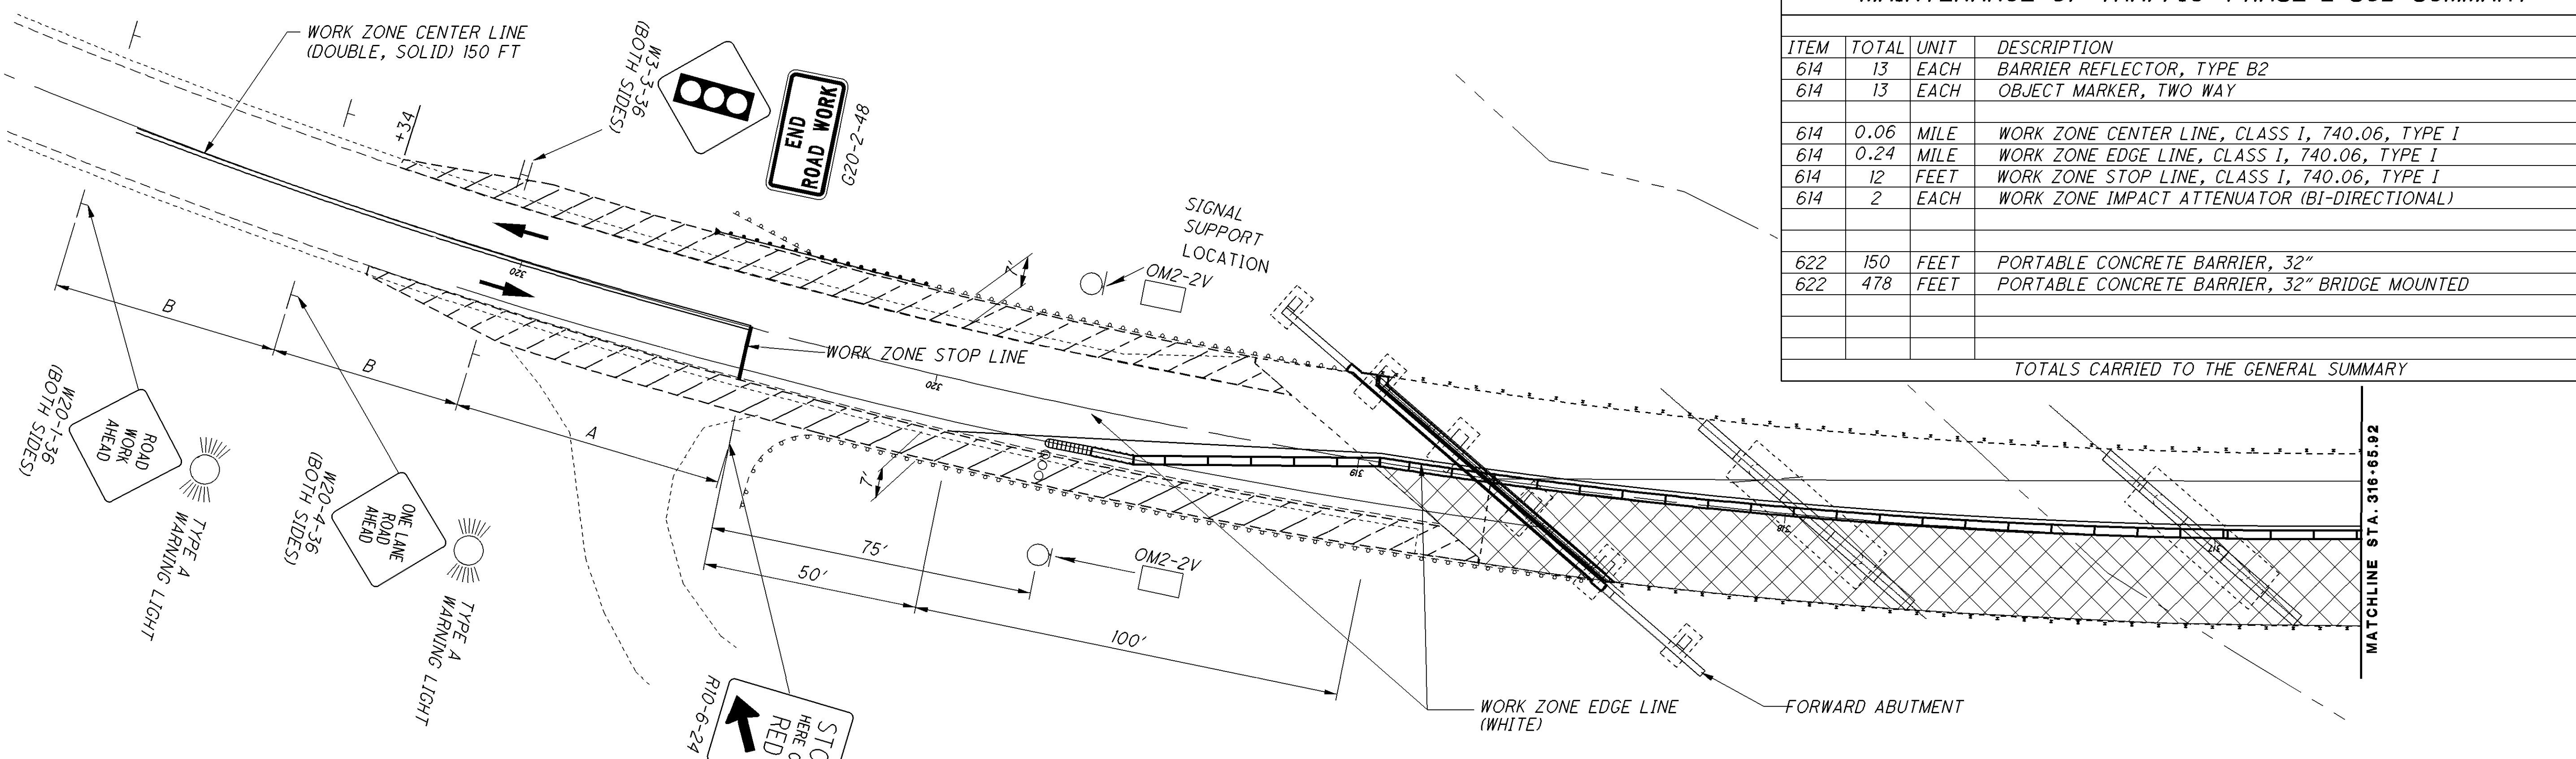 WORK ZONE CENTER LINE
(DOUBLE, SOLID) 150 FT
+34
W3-3-36
(BOTH SIDES)
END
ROAD WORK
G20-2-48
SIGNAL
SUPPORT
LOCATION
OM2-2V
7'
320
WORK ZONE STOP LINE
320
B
B
A
W20-1-36
(BOTH SIDES)
ROAD
WORK
AHEAD
TYPE A
WARNING LIGHT
W20-4-36
(BOTH SIDES)
ONE LANE
ROAD
AHEAD
TYPE A
WARNING LIGHT
7'
75'
50'
100'
OM2-2V
R10-6-24
HERE
RED
319
318
317
WORK ZONE EDGE LINE
(WHITE)
FORWARD ABUTMENT
MATCHLINE STA. 316+65.92
ITEM TOTAL UNIT DESCRIPTION
614 13 EACH BARRIER REFLECTOR, TYPE B2
614 13 EACH OBJECT MARKER, TWO WAY
614 0.06 MILE WORK ZONE CENTER LINE, CLASS I, 740.06, TYPE I
614 0.24 MILE WORK ZONE EDGE LINE, CLASS I, 740.06, TYPE I
614 12 FEET WORK ZONE STOP LINE, CLASS I, 740.06, TYPE I
614 2 EACH WORK ZONE IMPACT ATTENUATOR (BI-DIRECTIONAL)
622 150 FEET PORTABLE CONCRETE BARRIER, 32"
622 478 FEET PORTABLE CONCRETE BARRIER, 32" BRIDGE MOUNTED
TOTALS CARRIED TO THE GENERAL SUMMARY